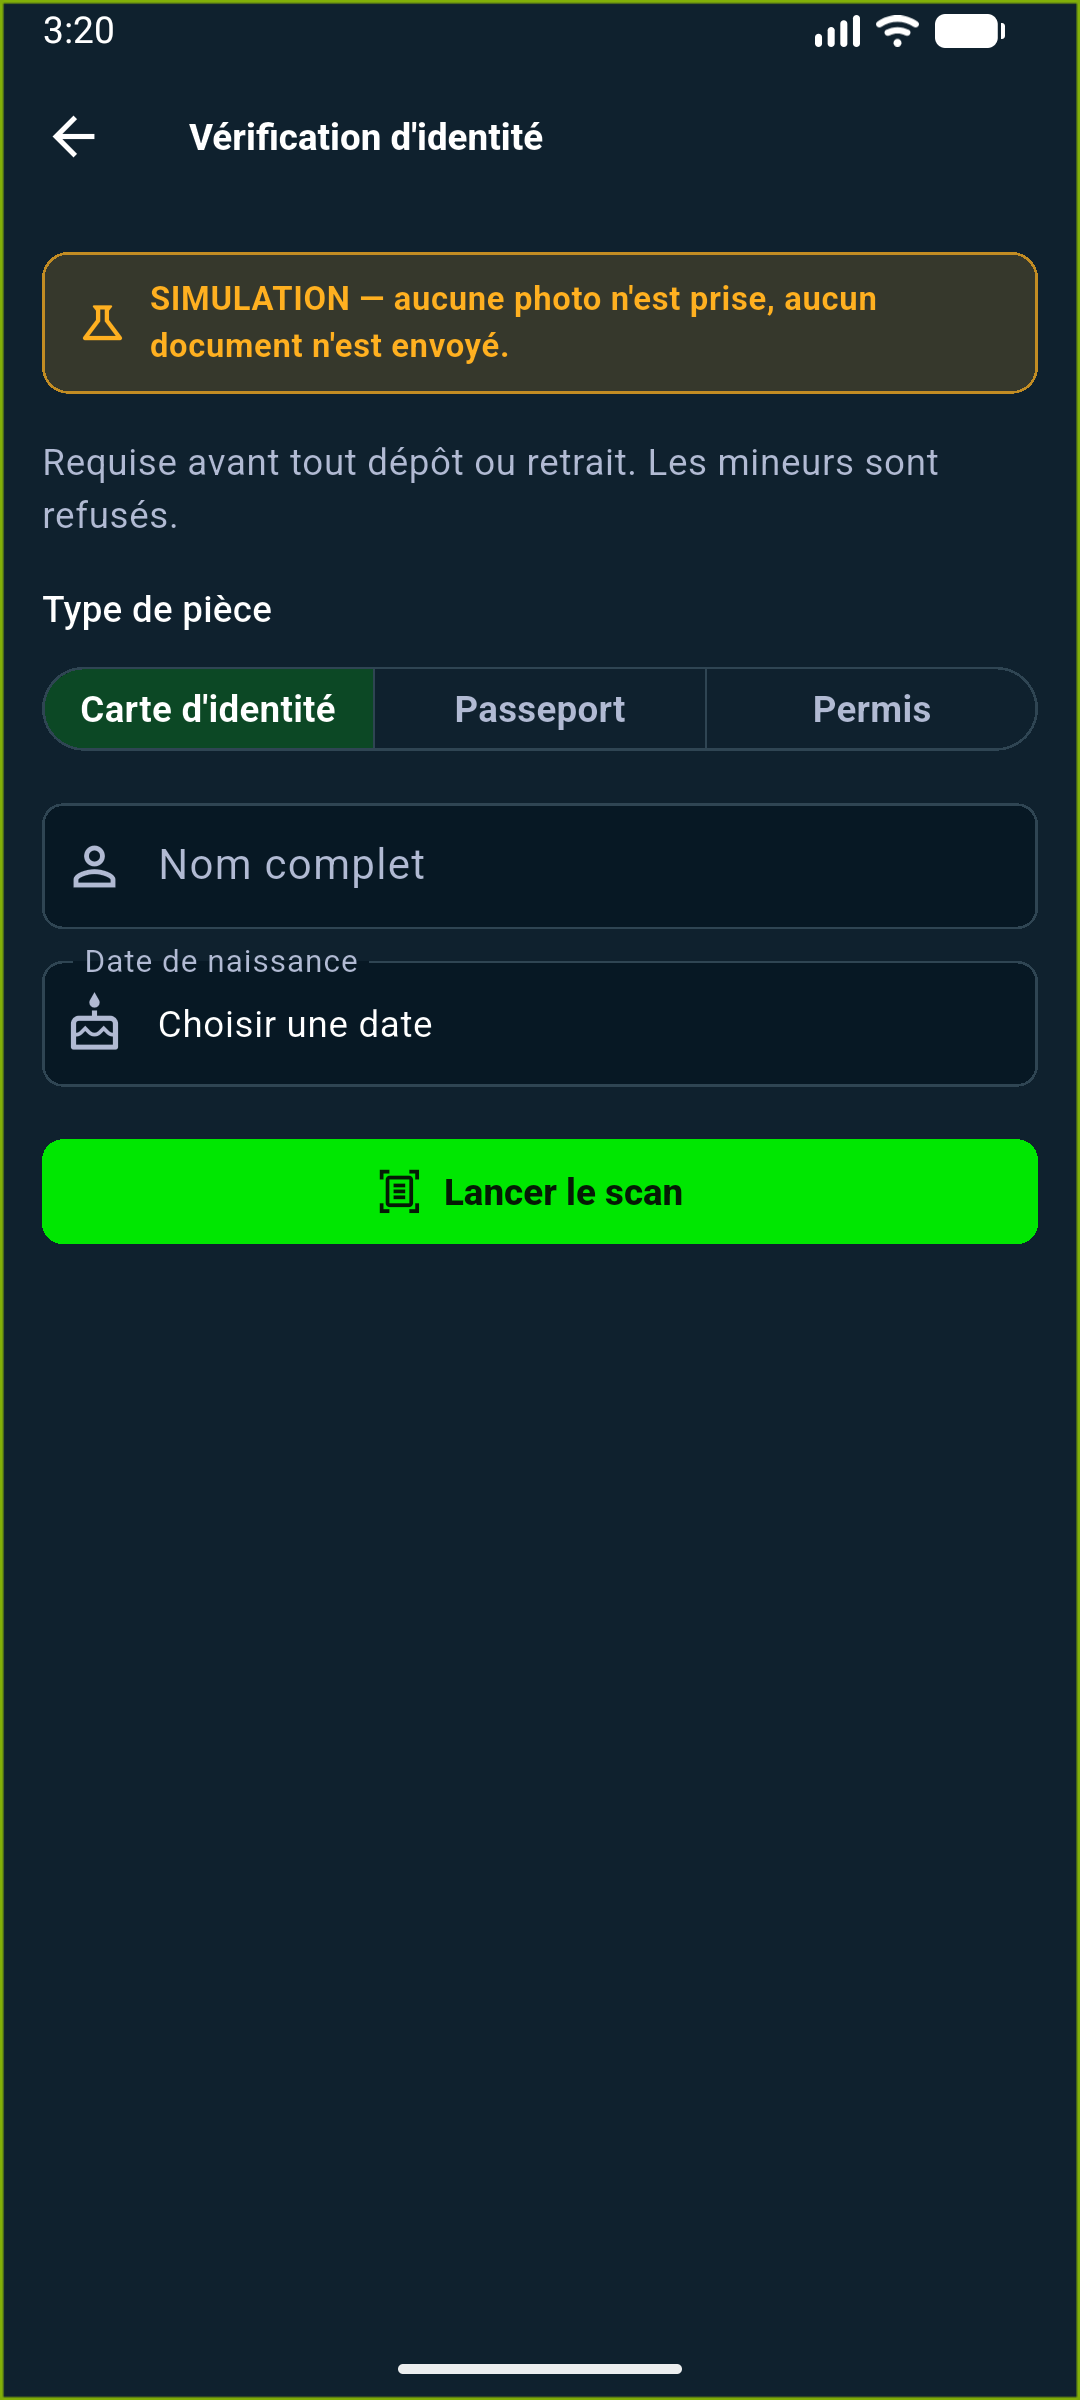 3:20
Vérification d'identité
SIMULATION — aucune photo n'est prise, aucun
document n'est envoyé.
Requise avant tout dépôt ou retrait. Les mineurs sont
refusés.
Type de pièce
Carte d'identité
Passeport
Permis
Nom complet
Date de naissance
Choisir une date
Lancer le scan